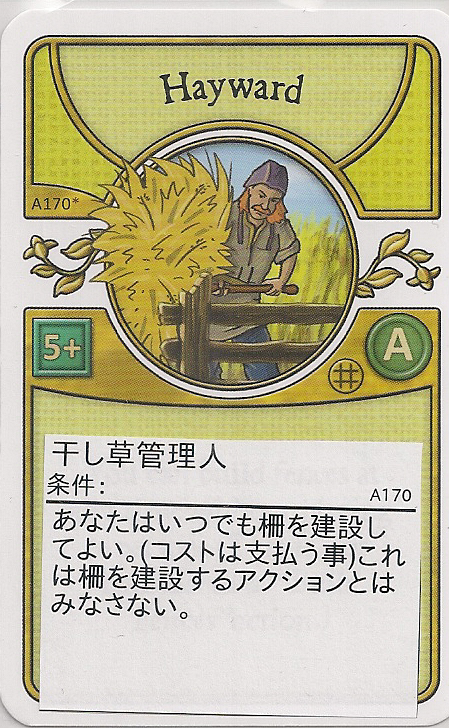 Hayward
A170*
5+
A
干し草管理人
条件:
A170
あなたはいつでも柵を建設し
てよい。(コストは支払う事)これ
は柵を建設するアクションとは
みなさない。